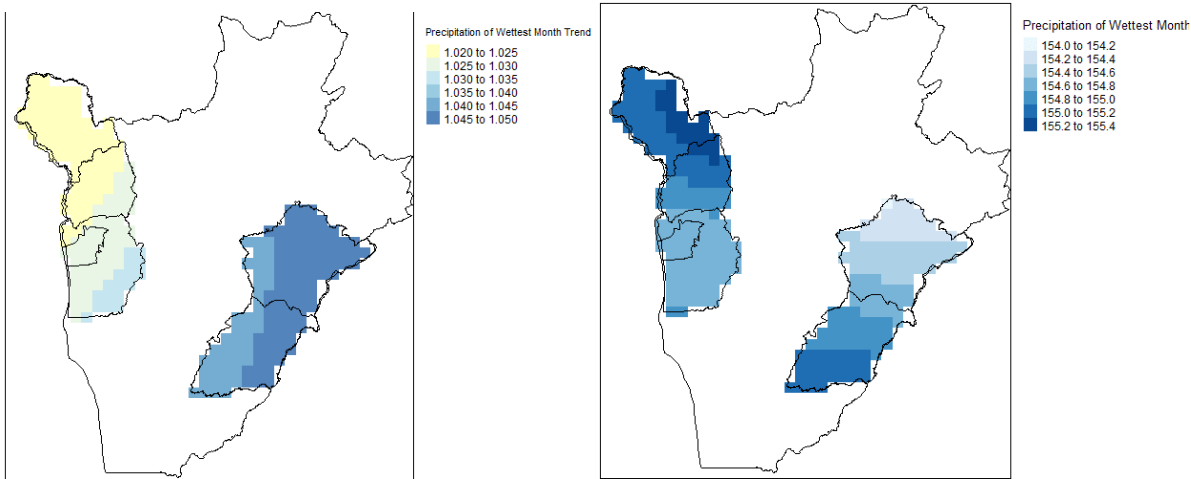 Precipitation of Wettest Month Trend
1.020 to 1.025
1.025 to 1.030
1.030 to 1.035
1.035 to 1.040
1.040 to 1.045
1.045 to 1.050
Precipitation of Wettest Month
154.0 to 154.2
154.2 to 154.4
154.4 to 154.6
154.6 to 154.8
154.8 to 155.0
155.0 to 155.2
155.2 to 155.4